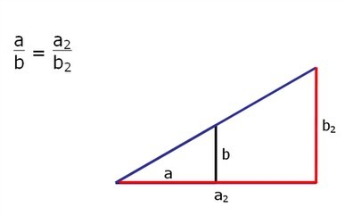 a/b = a₂/b₂
b₂
b
a
a₂